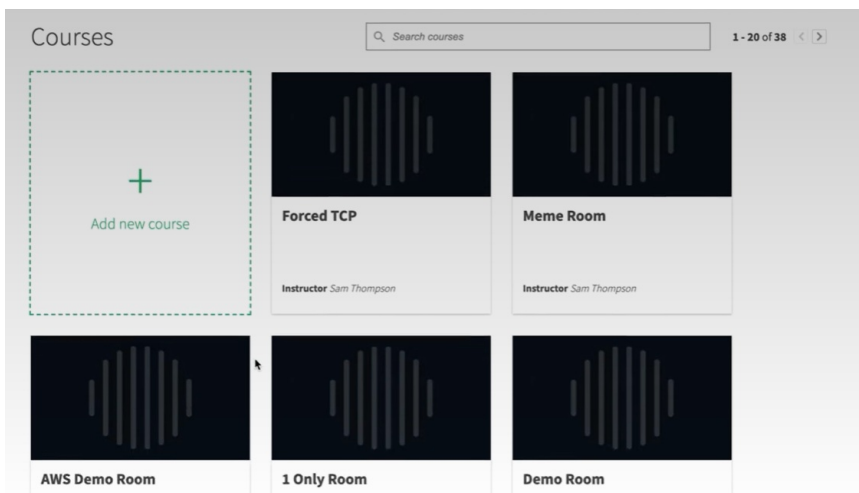 Courses
Search courses
1 - 20 of 38
Add new course
Forced TCP
Instructor Sam Thompson
Meme Room
Instructor Sam Thompson
AWS Demo Room
1 Only Room
Demo Room